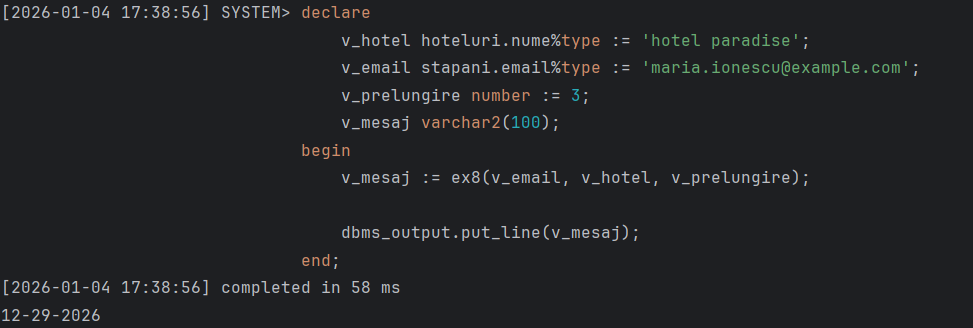 [2026-01-04 17:38:56] SYSTEM> declare
v_hotel hoteluri.nume%type := 'hotel paradise';
v_email stapani.email%type := 'maria.ionescu@example.com';
v_prelungire number := 3;
v_mesaj varchar2(100);
begin
v_mesaj := ex8(v_email, v_hotel, v_prelungire);
dbms_output.put_line(v_mesaj);
end;
[2026-01-04 17:38:56] completed in 58 ms
12-29-2026